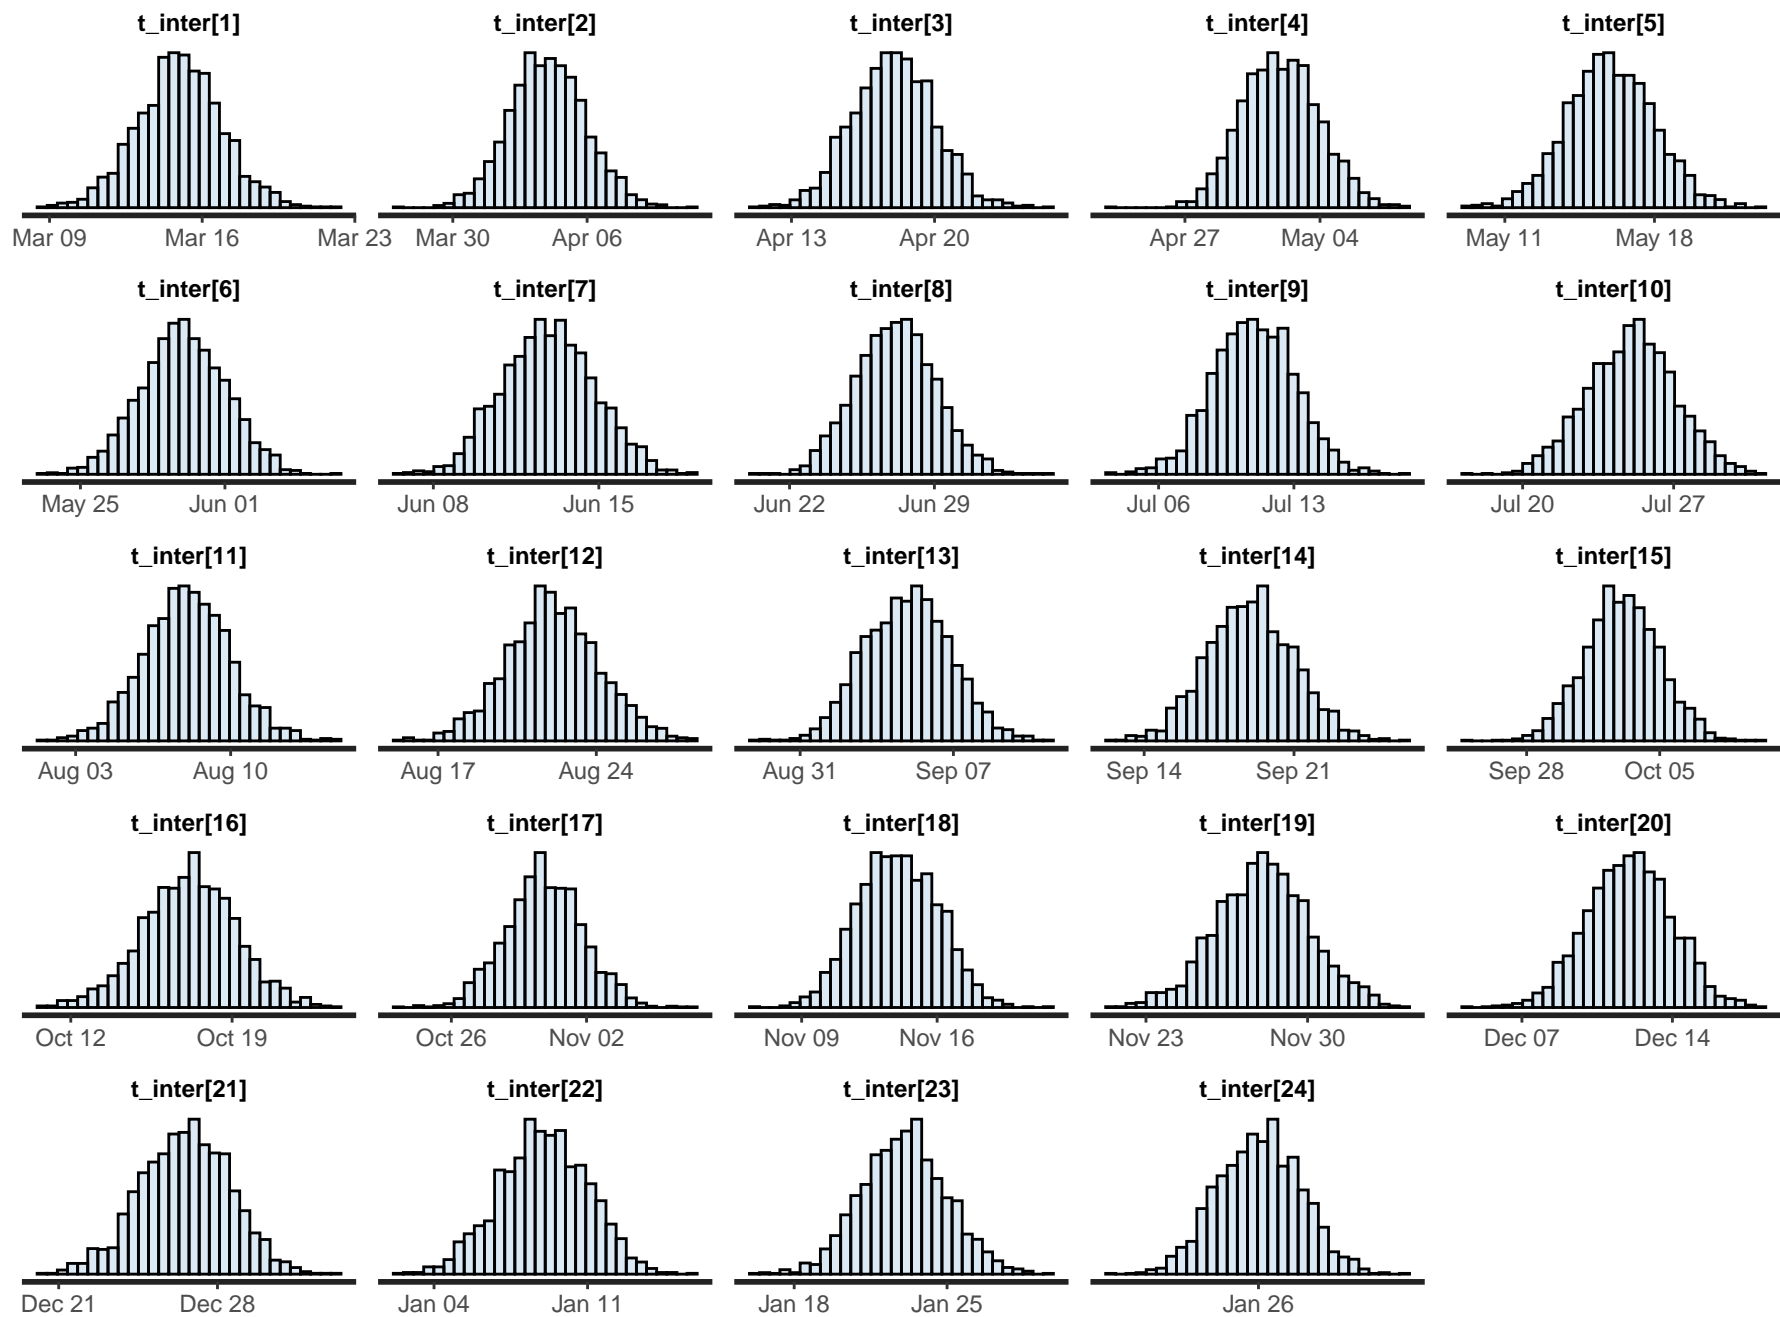 t_inter[1] t_inter[2] t_inter[3] t_inter[4] t_inter[5]
Mar 09 Mar 16 Mar 23 Mar 30 Apr 06 Apr 13 Apr 20 Apr 27 May 04 May 11 May 18
t_inter[6] t_inter[7] t_inter[8] t_inter[9] t_inter[10]
May 25 Jun 01 Jun 08 Jun 15 Jun 22 Jun 29 Jul 06 Jul 13 Jul 20 Jul 27
t_inter[11] t_inter[12] t_inter[13] t_inter[14] t_inter[15]
Aug 03 Aug 10 Aug 17 Aug 24 Aug 31 Sep 07 Sep 14 Sep 21 Sep 28 Oct 05
t_inter[16] t_inter[17] t_inter[18] t_inter[19] t_inter[20]
Oct 12 Oct 19 Oct 26 Nov 02 Nov 09 Nov 16 Nov 23 Nov 30 Dec 07 Dec 14
t_inter[21] t_inter[22] t_inter[23] t_inter[24]
Dec 21 Dec 28 Jan 04 Jan 11 Jan 18 Jan 25 Jan 26